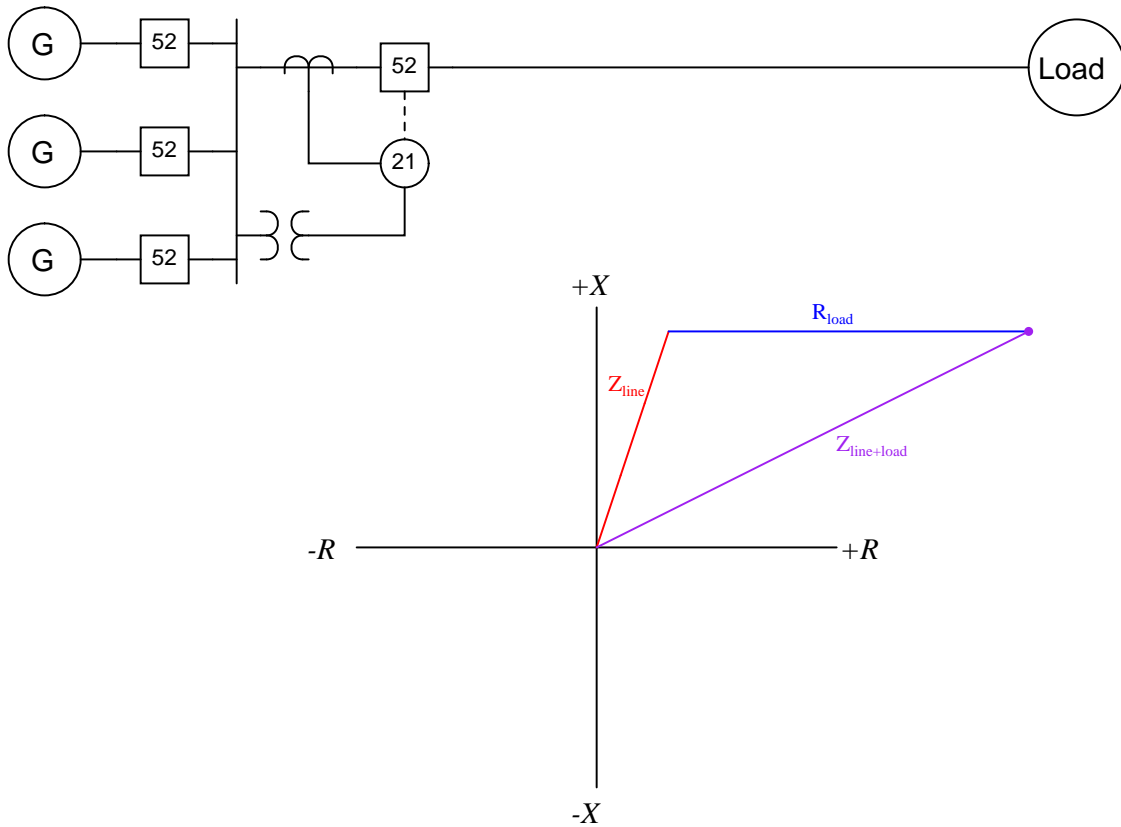 G
52
52
Load
G
52
21
G
52
+X
R_load
Z_line
Z_line+load
-R
+R
-X